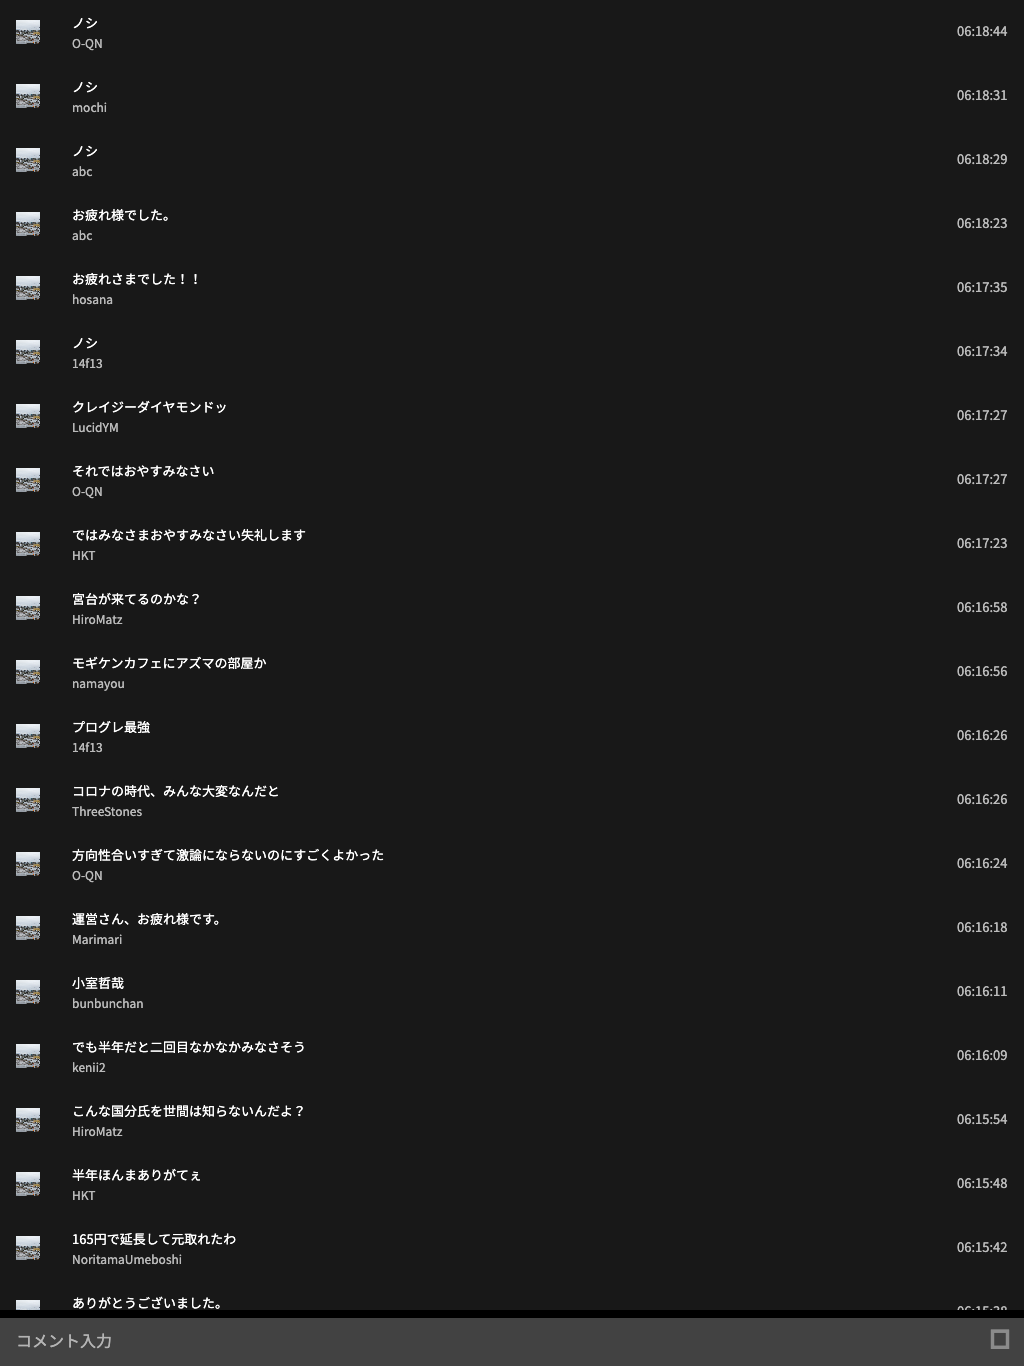 ノシ
O-QN
06:18:44
ノシ
mochi
06:18:31
ノシ
abc
06:18:29
お疲れ様でした。
abc
06:18:23
お疲れさまでした！！
hosana
06:17:35
ノシ
14f13
06:17:34
クレイジーダイヤモンドッ
LucidYM
06:17:27
それではおやすみなさい
O-QN
06:17:27
ではみなさまおやすみなさい失礼します
HKT
06:17:23
宮台が来てるのかな？
HiroMatz
06:16:58
モギケンカフェにアズマの部屋か
namayou
06:16:56
プログレ最強
14f13
06:16:26
コロナの時代、みんな大変なんだと
ThreeStones
06:16:26
方向性合いすぎて激論にならないのにすごくよかった
O-QN
06:16:24
運営さん、お疲れ様です。
Marimari
06:16:18
小室哲哉
bunbunchan
06:16:11
でも半年だと二回目なかなかみなさそう
kenii2
06:16:09
こんな国分氏を世間は知らないんだよ？
HiroMatz
06:15:54
半年ほんまありがてぇ
HKT
06:15:48
165円で延長して元取れたわ
NoritamaUmeboshi
06:15:42
ありがとうございました。
コメント入力